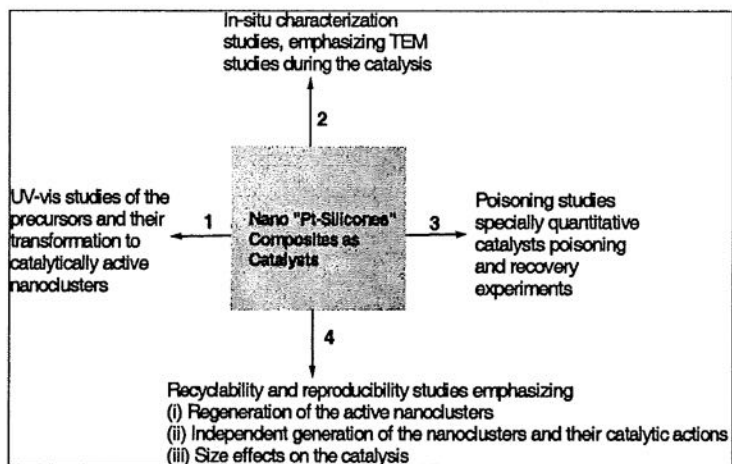 In-situ characterization
studies, emphasizing TEM
studies during the catalysis
2
UV-vis studies of the
precursors and their
transformation to
catalytically active
nanoclusters
1
Nano "Pt-Silicones"
Composites as
Catalysts
3
Poisoning studies
specially quantitative
catalysts poisoning
and recovery
experiments
4
Recyclability and reproducibility studies emphasizing
(i) Regeneration of the active nanoclusters
(ii) Independent generation of the nanoclusters and their catalytic actions
(iii) Size effects on the catalysis